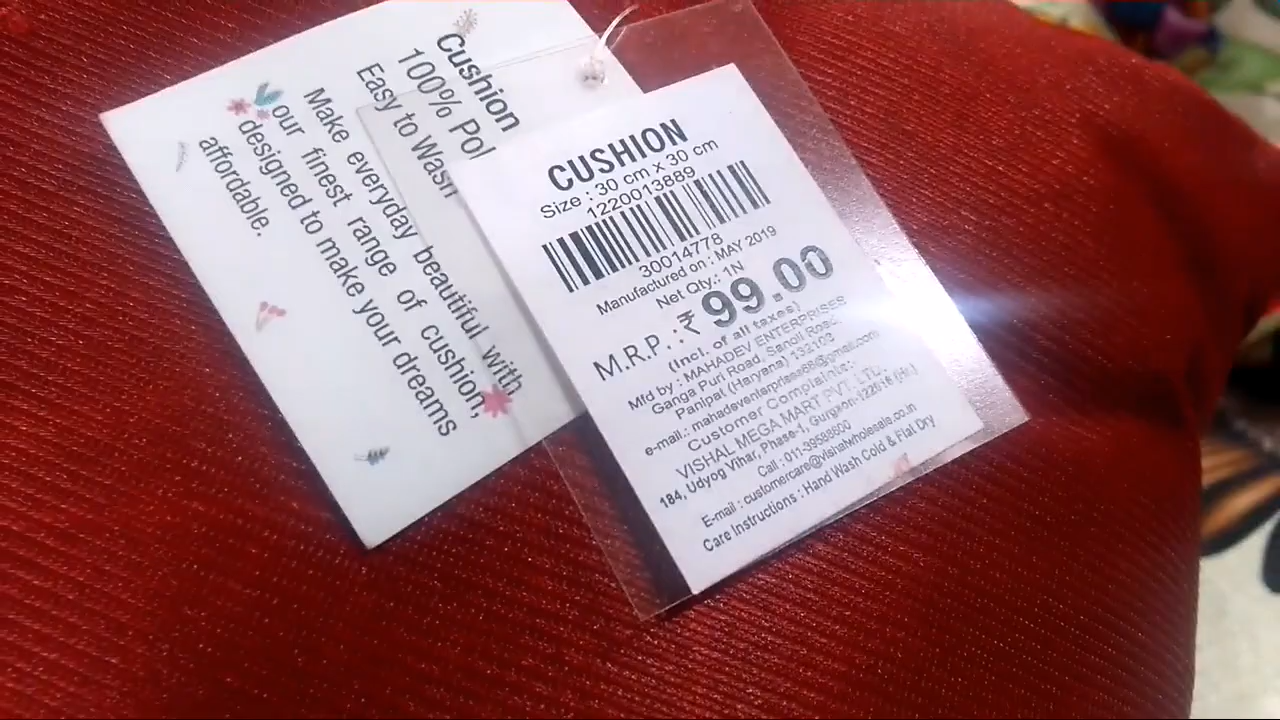 Cushion
100% Pol
Easy to Wash
Make everyday beautiful with
our finest range of cushion,
designed to make your dreams
affordable.
CUSHION
Size : 30 cm x 30 cm
1220013889
30014778
Manufactured on : MAY 2019
Net Qty.: 1N
M.R.P. : ₹ 99.00
(Incl. of all taxes)
Mfd by : MAHADEV ENTERPRISES
Ganga Puri Road, Sanoli Road,
Panipat (Haryana) 132103
e-mail : mahadeventerprises66@gmail.com
Customer Complaints:
VISHAL MEGA MART PVT. LTD.
184, Udyog Vihar, Phase-1, Gurgaon-122016 (Hr.)
Call : 011-39588600
E-mail : customercare@vishalwholesale.co.in
Care Instructions : Hand Wash Cold & Flat Dry